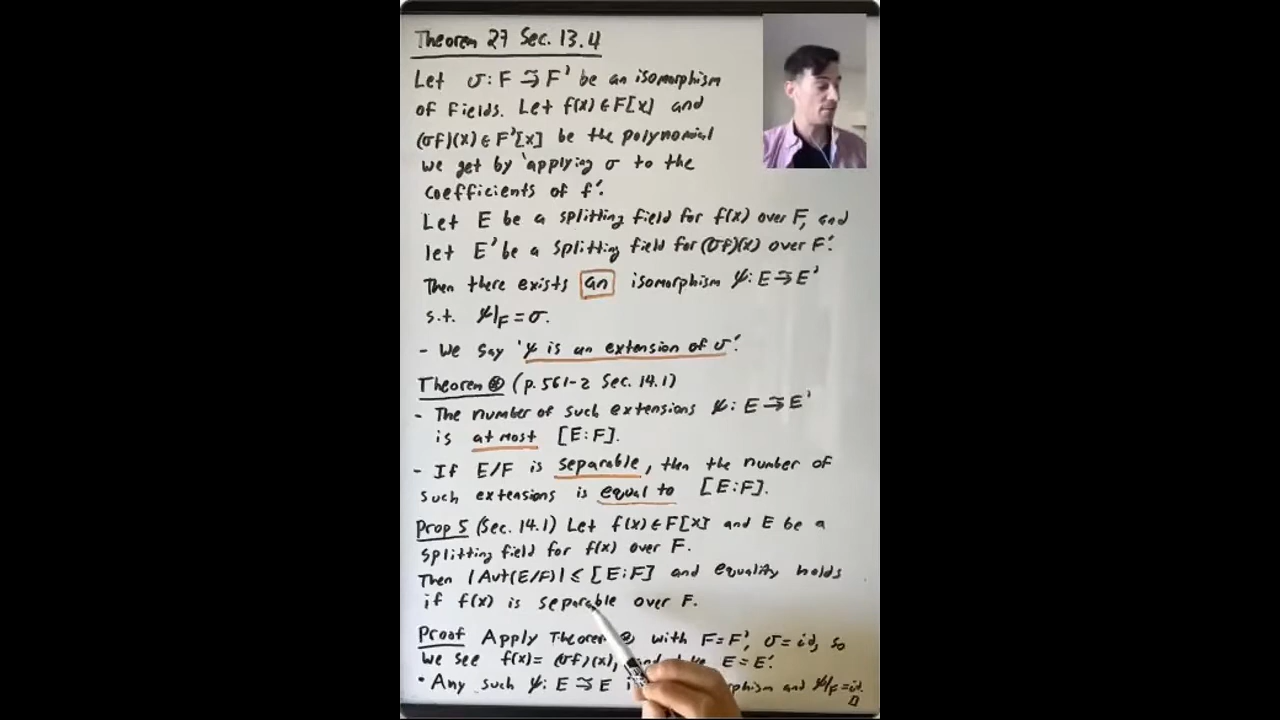 Theorem 27 Sec. 13.4
Let σ: F ⥲ F' be an isomorphism
of fields. Let f(x) ∈ F[x] and
(σf)(x) ∈ F'[x] be the polynomial
we get by 'applying σ to the
coefficients of f'.
Let E be a splitting field for f(x) over F, and
let E' be a splitting field for (σf)(x) over F'.
Then there exists an isomorphism ψ: E ⥲ E'
s.t. ψ|F = σ.
- We say 'ψ is an extension of σ'.
Theorem ⊛ (p. 561-2 Sec. 14.1)
- The number of such extensions ψ: E ⥲ E'
is at most [E:F].
- If E/F is separable, then the number of
such extensions is equal to [E:F].
Prop 5 (Sec. 14.1) Let f(x) ∈ F[x] and E be a
splitting field for f(x) over F.
Then |Aut(E/F)| ≤ [E:F] and equality holds
if f(x) is separable over F.
Proof Apply Theorem ⊛ with F=F', σ=id, so
we see f(x) = (σf)(x), E=E'.
• Any such ψ: E ⥲ E and ψ|F = id.
□